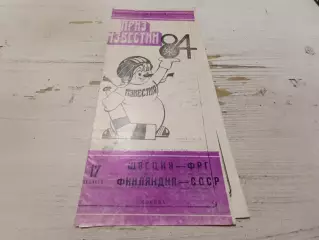 ПРИЗ
ИЗВЕСТИЙ
84
ИЗВЕСТИЯ
17
ШВЕЦИЯ—ФРГ
ФИНЛЯНДИЯ—СССР